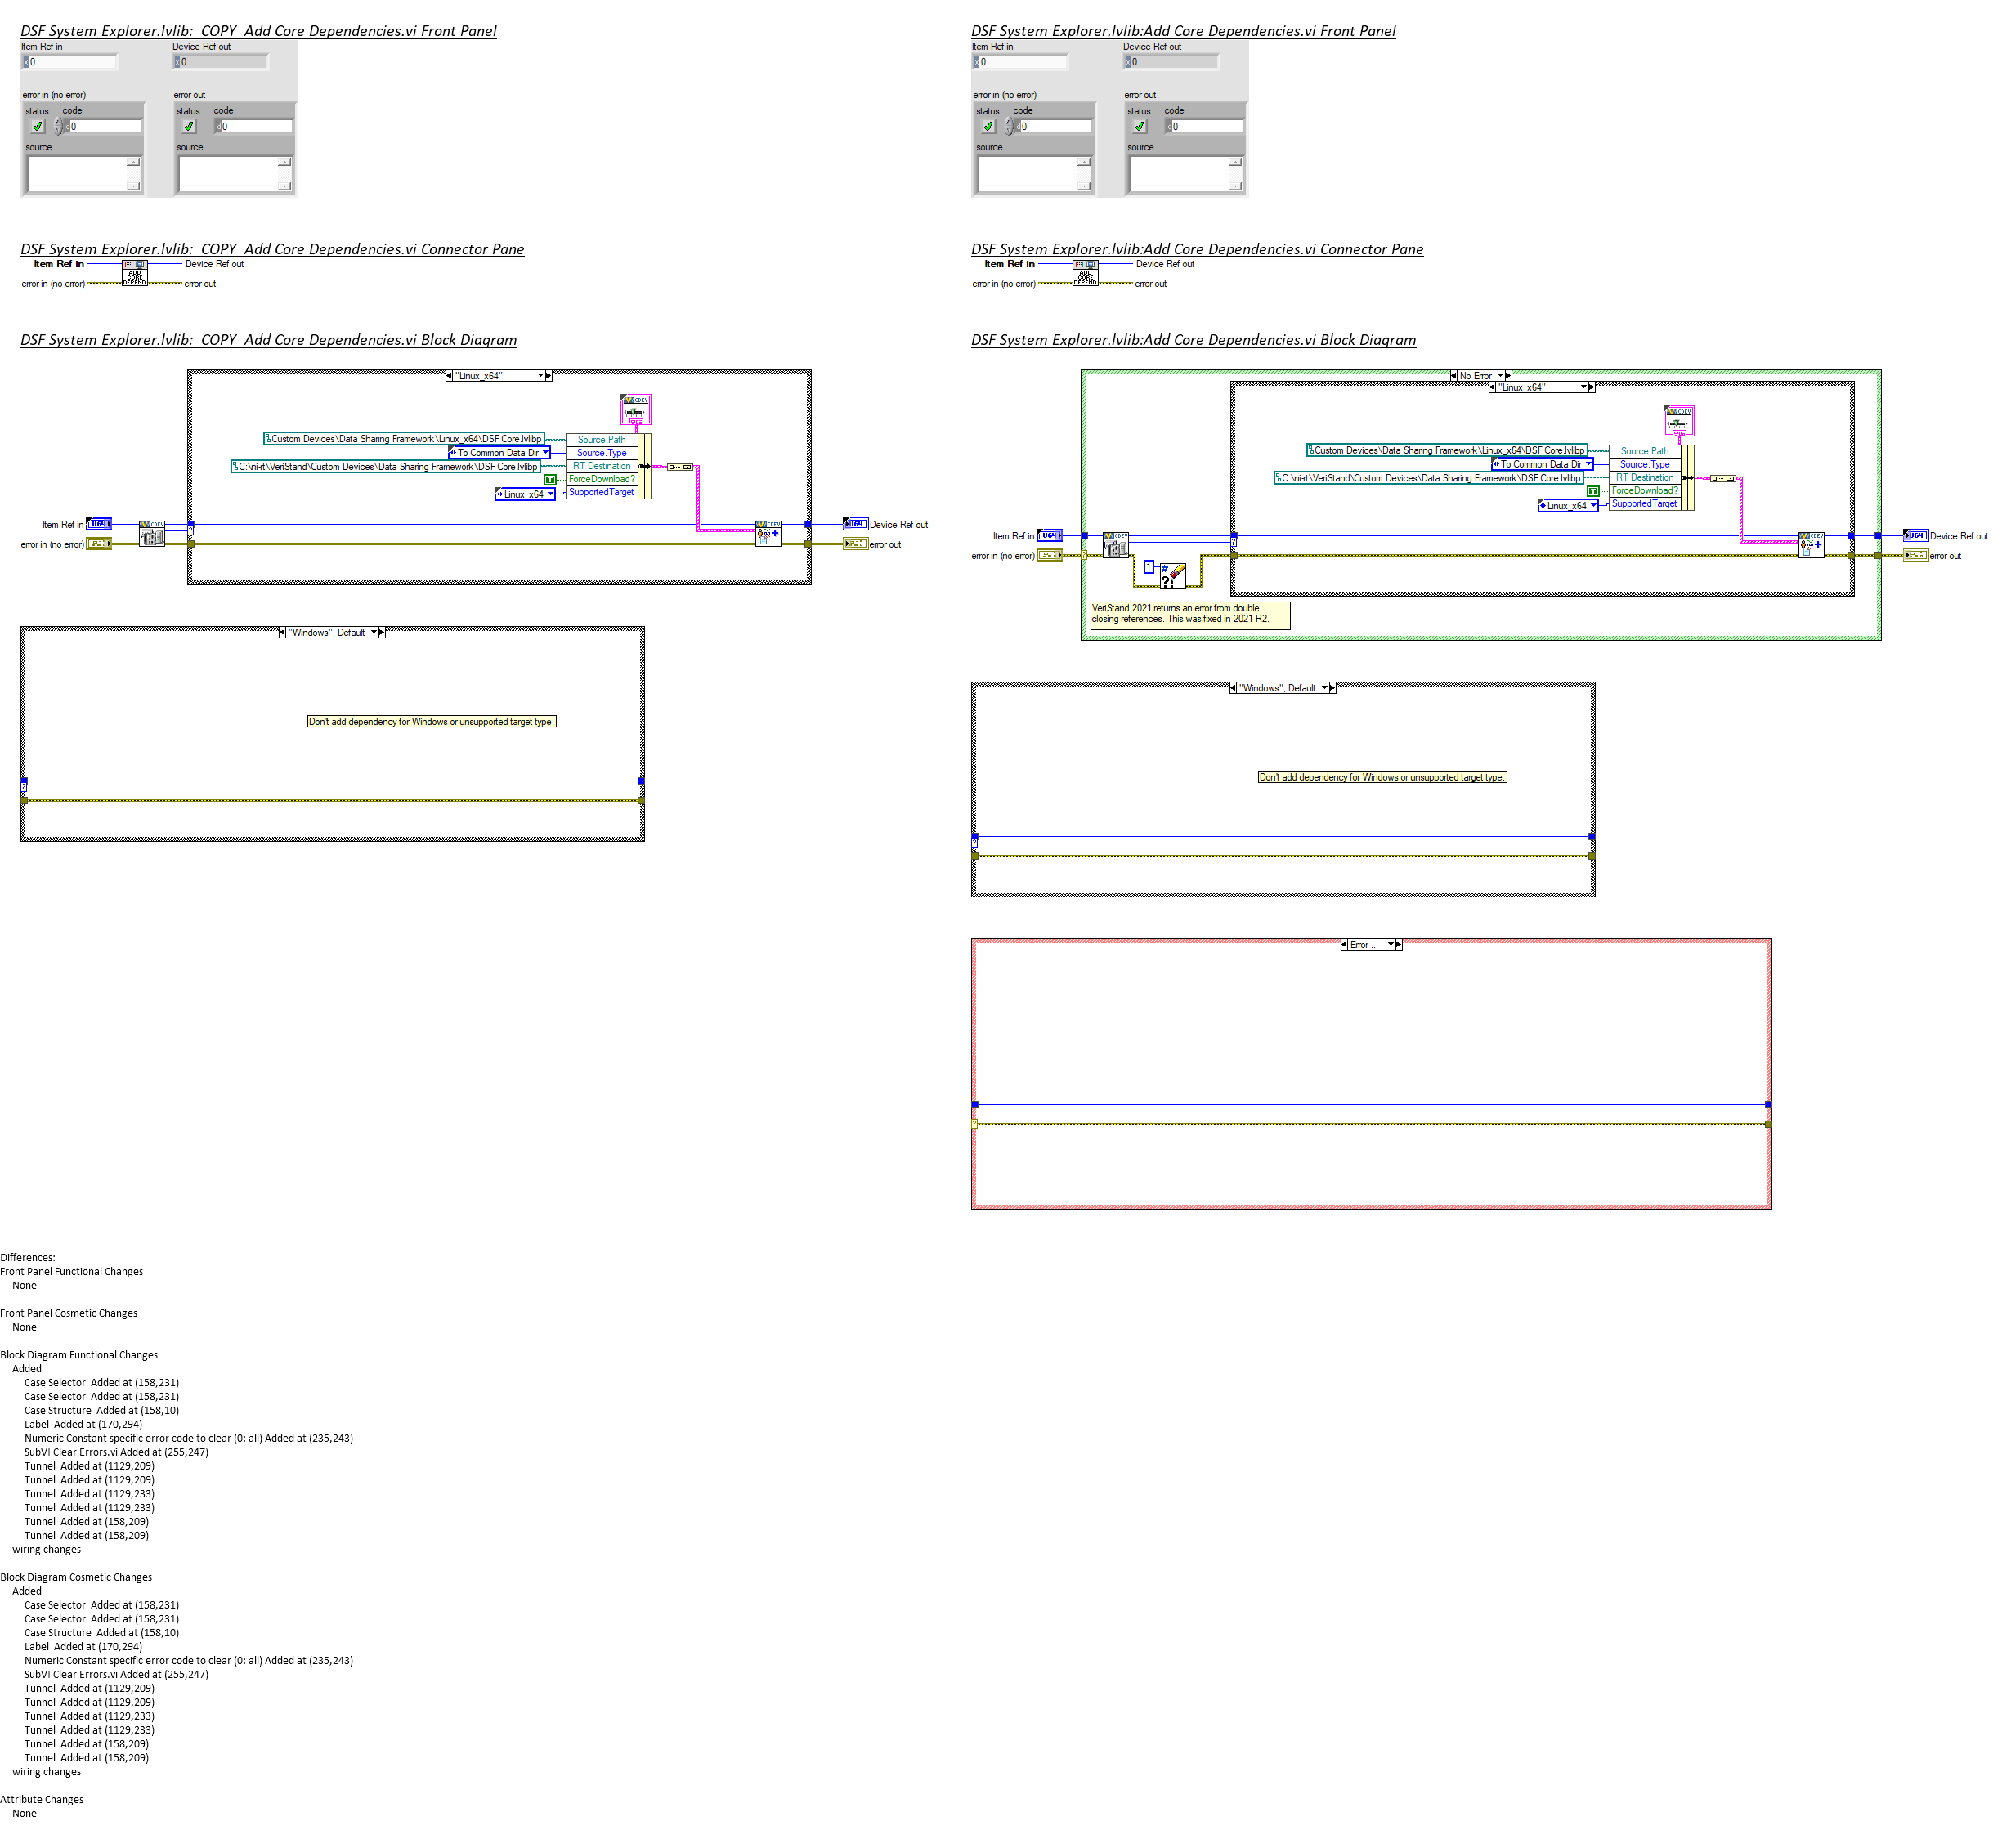 DSF System Explorer.lvlib:  COPY  Add Core Dependencies.vi Front Panel
Item Ref in
Device Ref out
0
0
error in (no error)
error out
status
code
status
code
0
0
source
source
DSF System Explorer.lvlib:Add Core Dependencies.vi Front Panel
Item Ref in
Device Ref out
0
0
error in (no error)
error out
status
code
status
code
0
0
source
source
DSF System Explorer.lvlib:  COPY  Add Core Dependencies.vi Connector Pane
Item Ref in
Device Ref out
ADD
CORE
DEPEND
error in (no error)
error out
DSF System Explorer.lvlib:Add Core Dependencies.vi Connector Pane
Item Ref in
Device Ref out
ADD
CORE
DEPEND
error in (no error)
error out
DSF System Explorer.lvlib:  COPY  Add Core Dependencies.vi Block Diagram
"Linux_x64"
CDEV
Custom Devices\Data Sharing Framework\Linux_x64\DSF Core.lvlibp
Source.Path
To Common Data Dir
Source.Type
C:\ni-rt\VeriStand\Custom Devices\Data Sharing Framework\DSF Core.lvlibp
RT Destination
T
ForceDownload?
Linux_x64
SupportedTarget
Item Ref in
U64
CDEV
?
CDEV
U64
Device Ref out
error in (no error)
error out
"Windows", Default
Don't add dependency for Windows or unsupported target type.
?
DSF System Explorer.lvlib:Add Core Dependencies.vi Block Diagram
No Error
"Linux_x64"
CDEV
Custom Devices\Data Sharing Framework\Linux_x64\DSF Core.lvlibp
Source.Path
To Common Data Dir
Source.Type
C:\ni-rt\VeriStand\Custom Devices\Data Sharing Framework\DSF Core.lvlibp
RT Destination
T
ForceDownload?
Linux_x64
SupportedTarget
Item Ref in
U64
CDEV
?
CDEV
U64
Device Ref out
error in (no error)
?
error out
1
#
?!
VeriStand 2021 returns an error from double
closing references. This was fixed in 2021 R2.
"Windows", Default
Don't add dependency for Windows or unsupported target type.
?
Error ..
?
Differences:
Front Panel Functional Changes
None
Front Panel Cosmetic Changes
None
Block Diagram Functional Changes
Added
Case Selector  Added at (158,231)
Case Selector  Added at (158,231)
Case Structure  Added at (158,10)
Label  Added at (170,294)
Numeric Constant specific error code to clear (0: all) Added at (235,243)
SubVI Clear Errors.vi Added at (255,247)
Tunnel  Added at (1129,209)
Tunnel  Added at (1129,209)
Tunnel  Added at (1129,233)
Tunnel  Added at (1129,233)
Tunnel  Added at (158,209)
Tunnel  Added at (158,209)
wiring changes
Block Diagram Cosmetic Changes
Added
Case Selector  Added at (158,231)
Case Selector  Added at (158,231)
Case Structure  Added at (158,10)
Label  Added at (170,294)
Numeric Constant specific error code to clear (0: all) Added at (235,243)
SubVI Clear Errors.vi Added at (255,247)
Tunnel  Added at (1129,209)
Tunnel  Added at (1129,209)
Tunnel  Added at (1129,233)
Tunnel  Added at (1129,233)
Tunnel  Added at (158,209)
Tunnel  Added at (158,209)
wiring changes
Attribute Changes
None